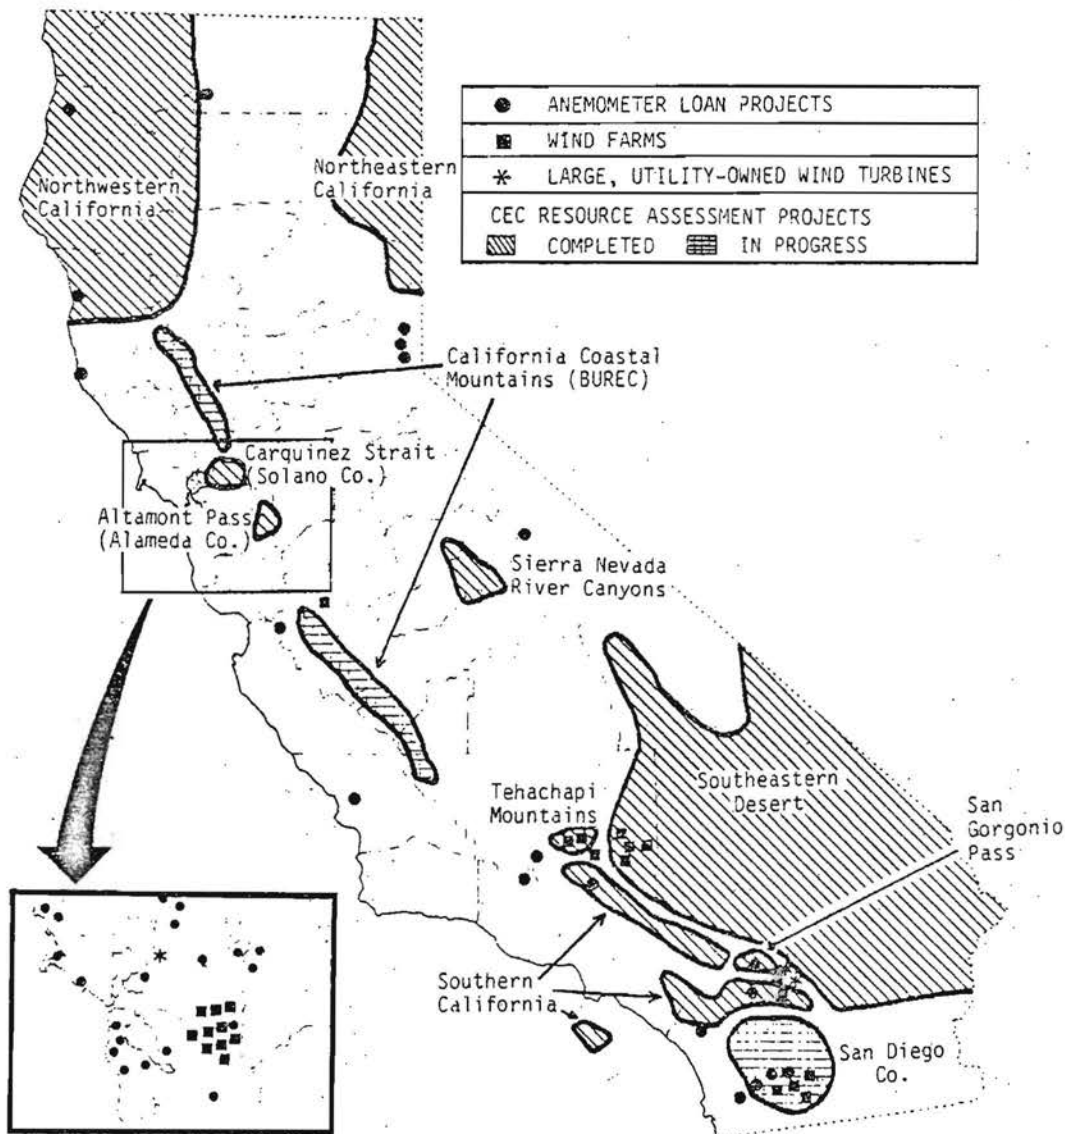 ANEMOMETER LOAN PROJECTS
WIND FARMS
LARGE, UTILITY-OWNED WIND TURBINES
CEC RESOURCE ASSESSMENT PROJECTS
COMPLETED IN PROGRESS
Northwestern
California
Northeastern
California
California Coastal
Mountains (BUREC)
Carquinez Strait
(Solano Co.)
Altamont Pass
(Alameda Co.)
Sierra Nevada
River Canyons
Tehachapi
Mountains
Southeastern
Desert
San
Gorgonio
Pass
Southern
California
San Diego
Co.